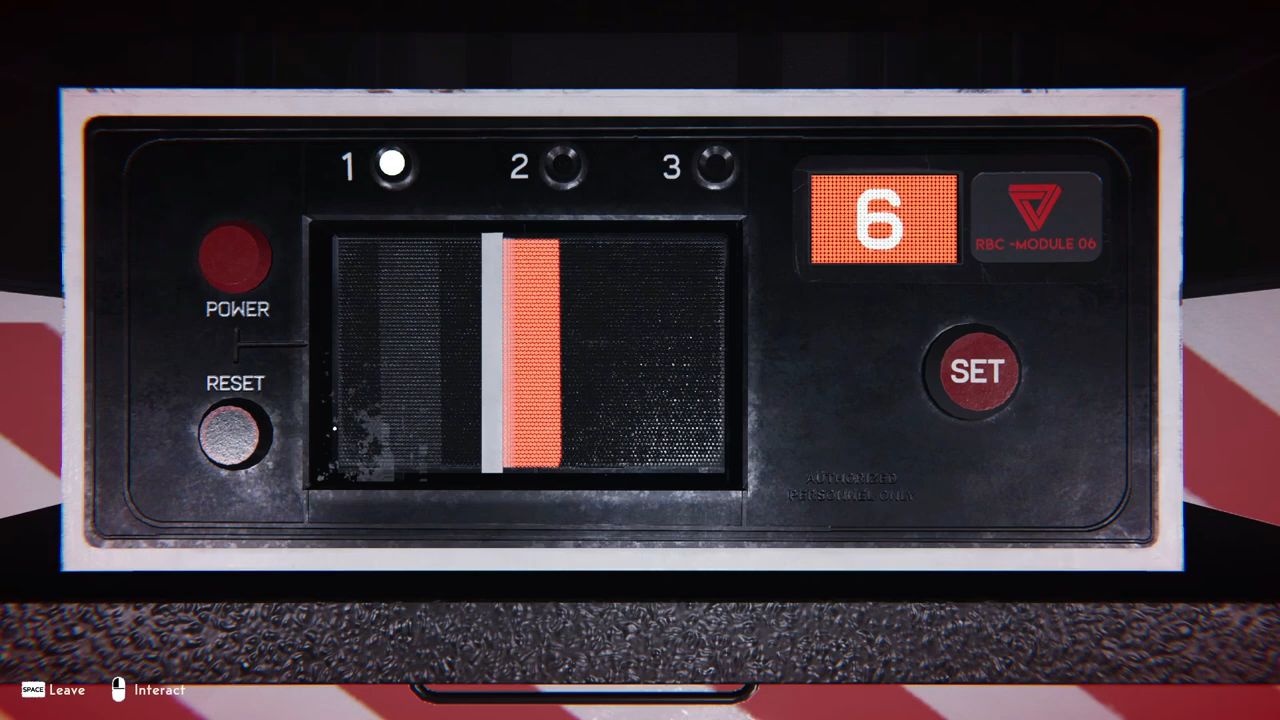 1 2 3
6
RBC -MODULE 06
POWER
RESET
SET
AUTHORIZED
PERSONNEL ONLY
SPACE Leave Interact